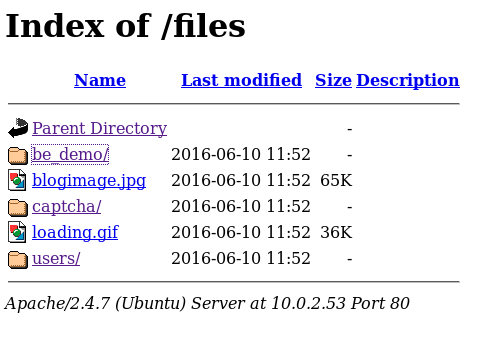 Index of /files
Name Last modified Size Description
Parent Directory -
be_demo/ 2016-06-10 11:52 -
blogimage.jpg 2016-06-10 11:52 65K
captcha/ 2016-06-10 11:52 -
loading.gif 2016-06-10 11:52 36K
users/ 2016-06-10 11:52 -
Apache/2.4.7 (Ubuntu) Server at 10.0.2.53 Port 80